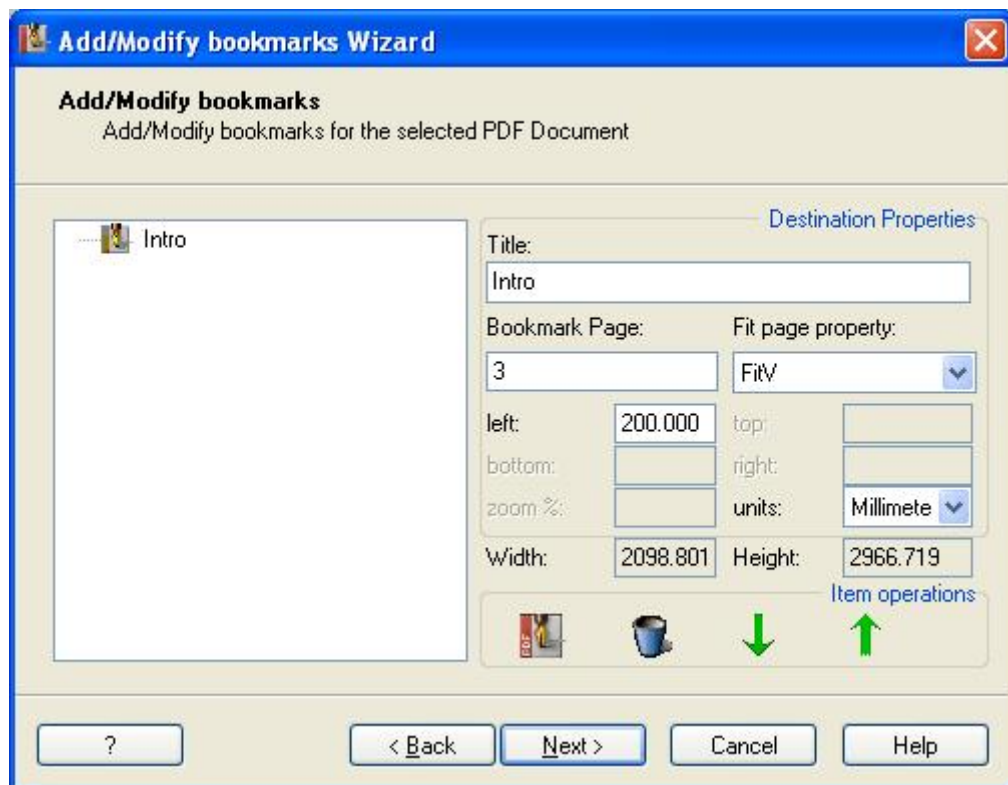 Add/Modify bookmarks Wizard
Add/Modify bookmarks
Add/Modify bookmarks for the selected PDF Document
Intro
Destination Properties
Title:
Intro
Bookmark Page: Fit page property:
3 FitV
left: 200.000 top:
bottom: right:
zoom %: units: Millimete
Width: 2098.801 Height: 2966.719
Item operations
PDF
? < Back Next > Cancel Help